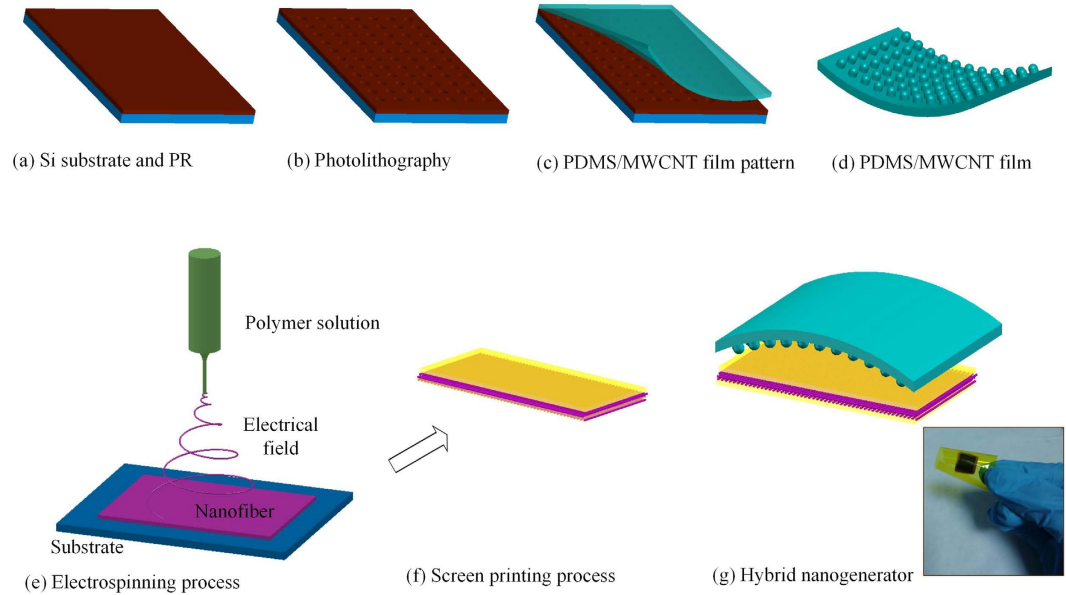 (a) Si substrate and PR
(b) Photolithography
(c) PDMS/MWCNT film pattern
(d) PDMS/MWCNT film
Polymer solution
Electrical
field
Nanofiber
Substrate
(e) Electrospinning process
(f) Screen printing process
(g) Hybrid nanogenerator